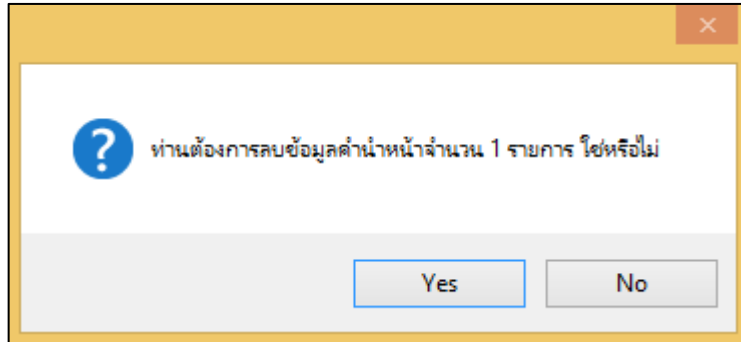 ท่านต้องการลบข้อมูลคำนำหน้าจำนวน 1 รายการ ใช่หรือไม่
Yes No